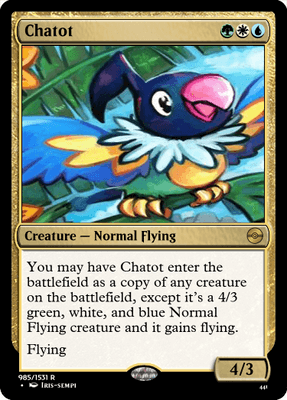 Chatot
Creature — Normal Flying
You may have Chatot enter the
battlefield as a copy of any creature
on the battlefield, except it's a 4/3
green, white, and blue Normal
Flying creature and it gains flying.
Flying
4/3
985/1531 R
IRIS-SEMPI